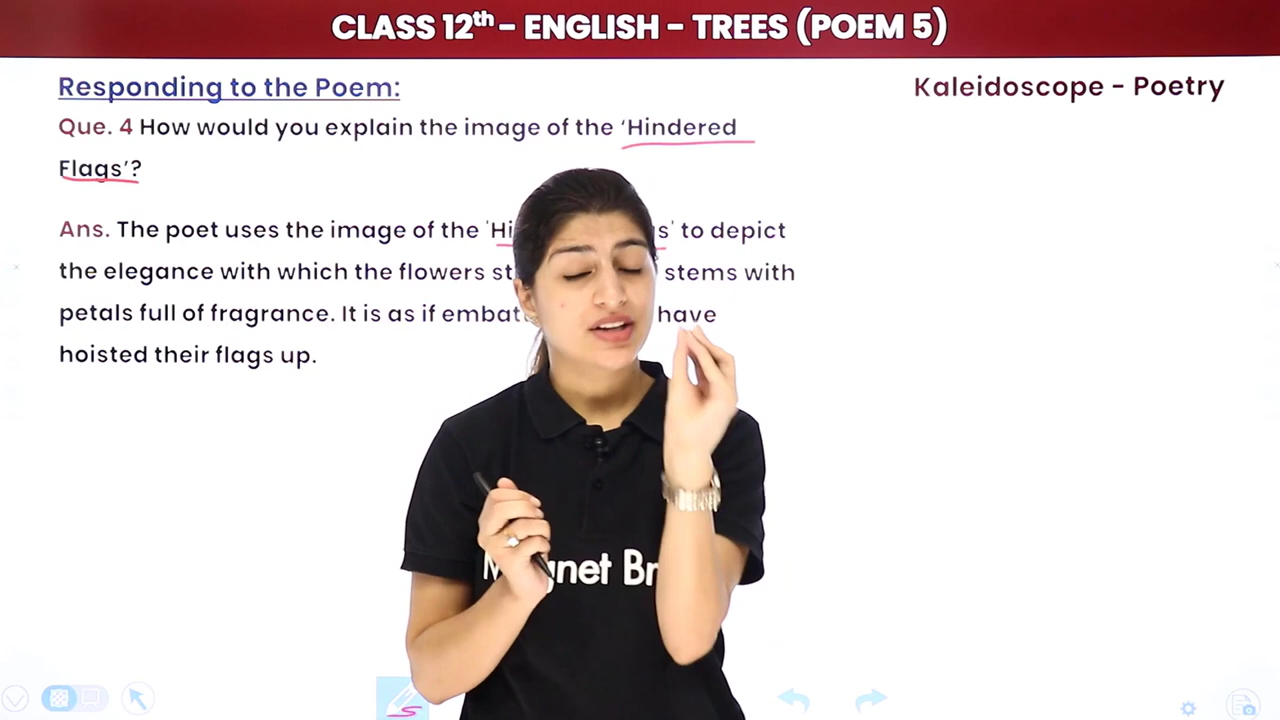 CLASS 12th - ENGLISH - TREES (POEM 5)
Responding to the Poem:
Kaleidoscope - Poetry
Que. 4 How would you explain the image of the ‘Hindered
Flags’?
Ans. The poet uses the image of the 'Hi s' to depict
the elegance with which the flowers st stems with
petals full of fragrance. It is as if embat have
hoisted their flags up.
M gnet Br